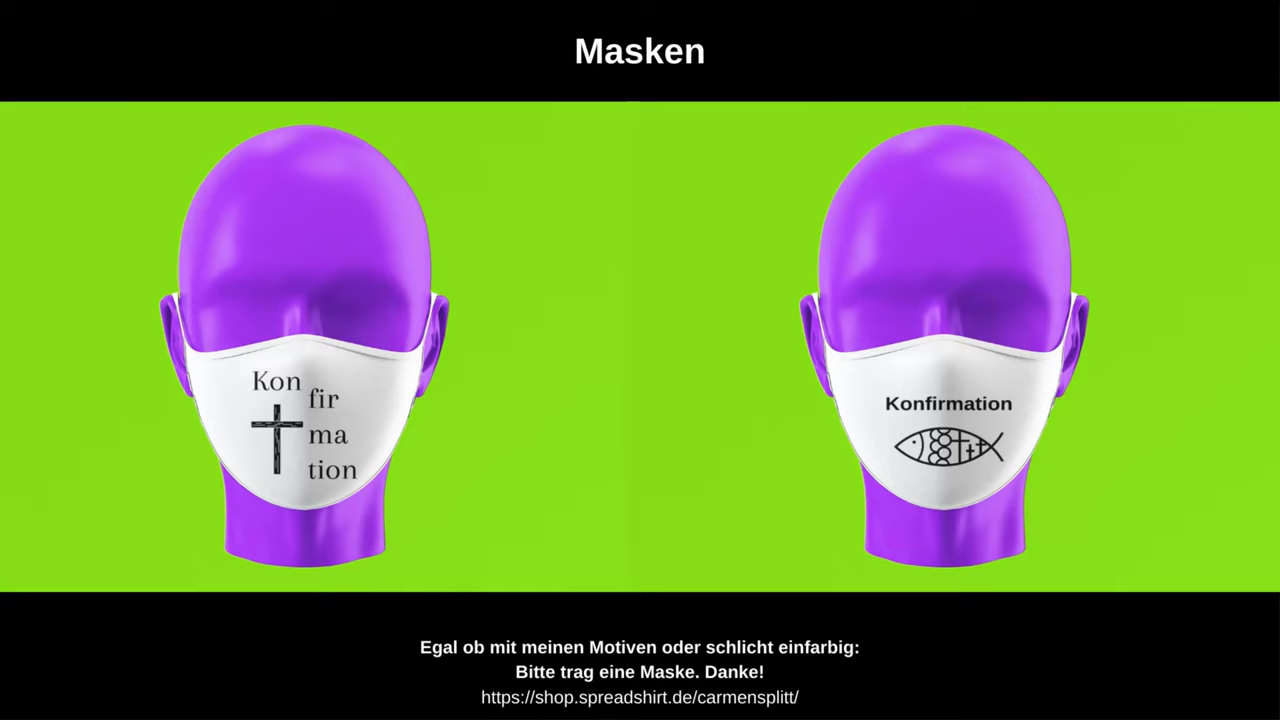 Masken
Kon
fir
ma
tion
Konfirmation
Egal ob mit meinen Motiven oder schlicht einfarbig:
Bitte trag eine Maske. Danke!
https://shop.spreadshirt.de/carmensplitt/